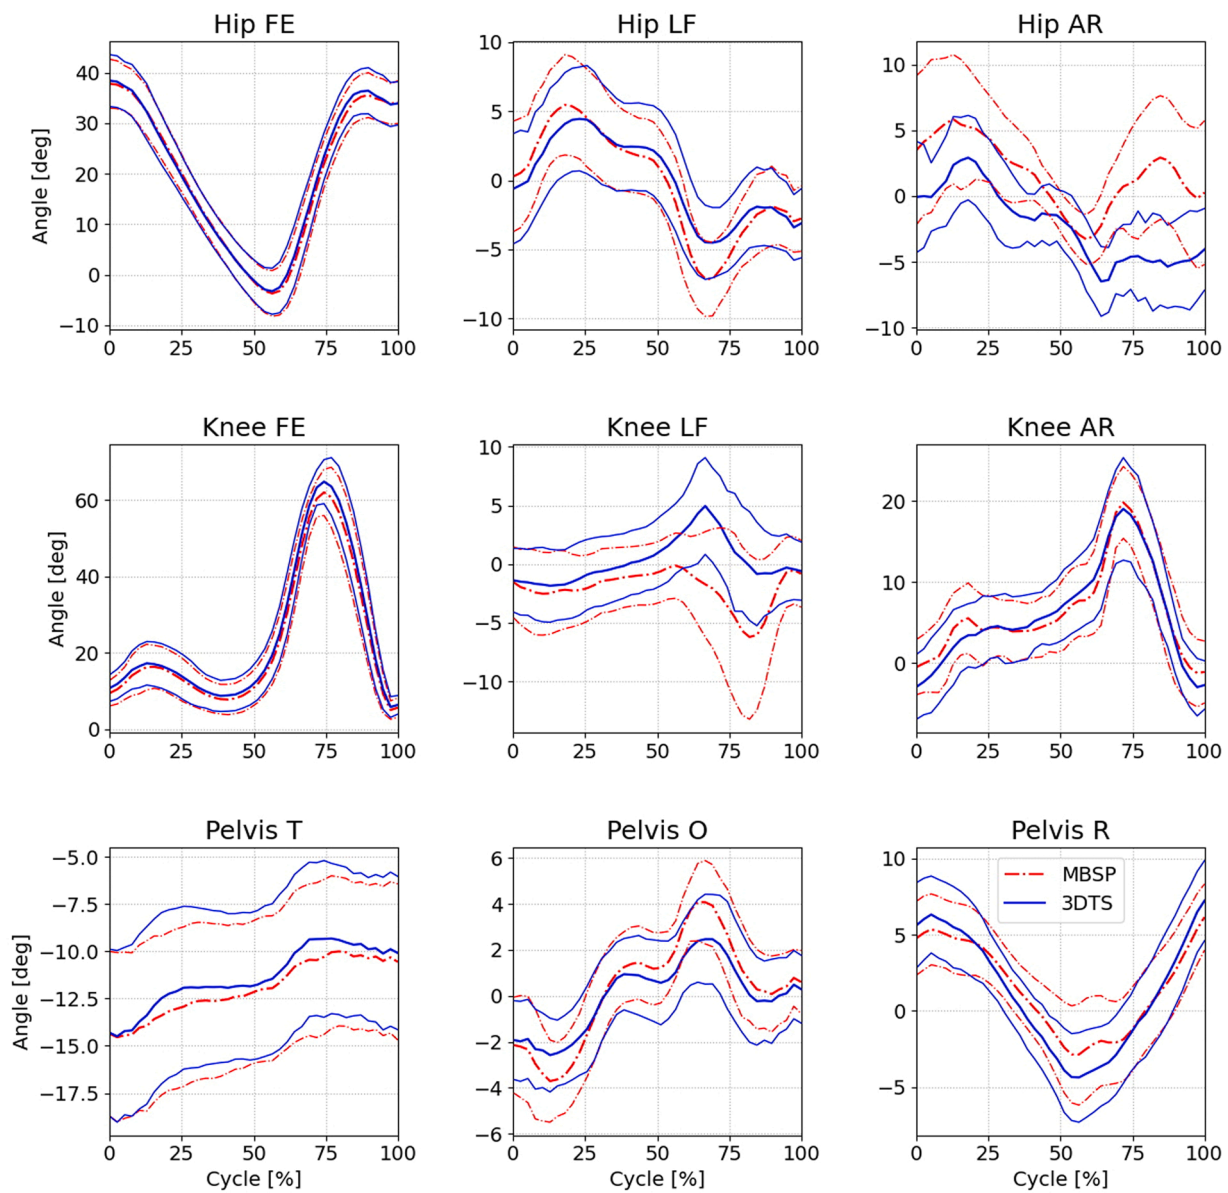 Hip FE
Hip LF
Hip AR
Angle [deg]
40
30
20
10
0
−10
0 25 50 75 100
10
5
0
−5
−10
0 25 50 75 100
10
5
0
−5
−10
0 25 50 75 100
Knee FE
Knee LF
Knee AR
Angle [deg]
60
40
20
0
0 25 50 75 100
10
5
0
−5
−10
0 25 50 75 100
20
10
0
0 25 50 75 100
Pelvis T
Pelvis O
Pelvis R
Angle [deg]
−5.0
−7.5
−10.0
−12.5
−15.0
−17.5
0 25 50 75 100
Cycle [%]
6
4
2
0
−2
−4
−6
0 25 50 75 100
Cycle [%]
10
5
0
−5
MBSP
3DTS
0 25 50 75 100
Cycle [%]